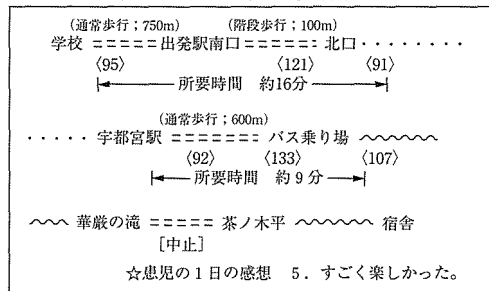 (通常歩行;750m) (階段歩行;100m)
学校 ===== 出発駅南口 ====== 北口 ········
〈95〉 〈121〉 〈91〉
所要時間 約16分
(通常歩行;600m)
····· 宇都宮駅 ======= バス乗り場 〜〜〜
〈92〉 〈133〉 〈107〉
所要時間 約9分
〜〜 華厳の滝 ===== 茶ノ木平 〜〜〜 宿舎
[中止]
☆患児の1日の感想 5.すごく楽しかった。